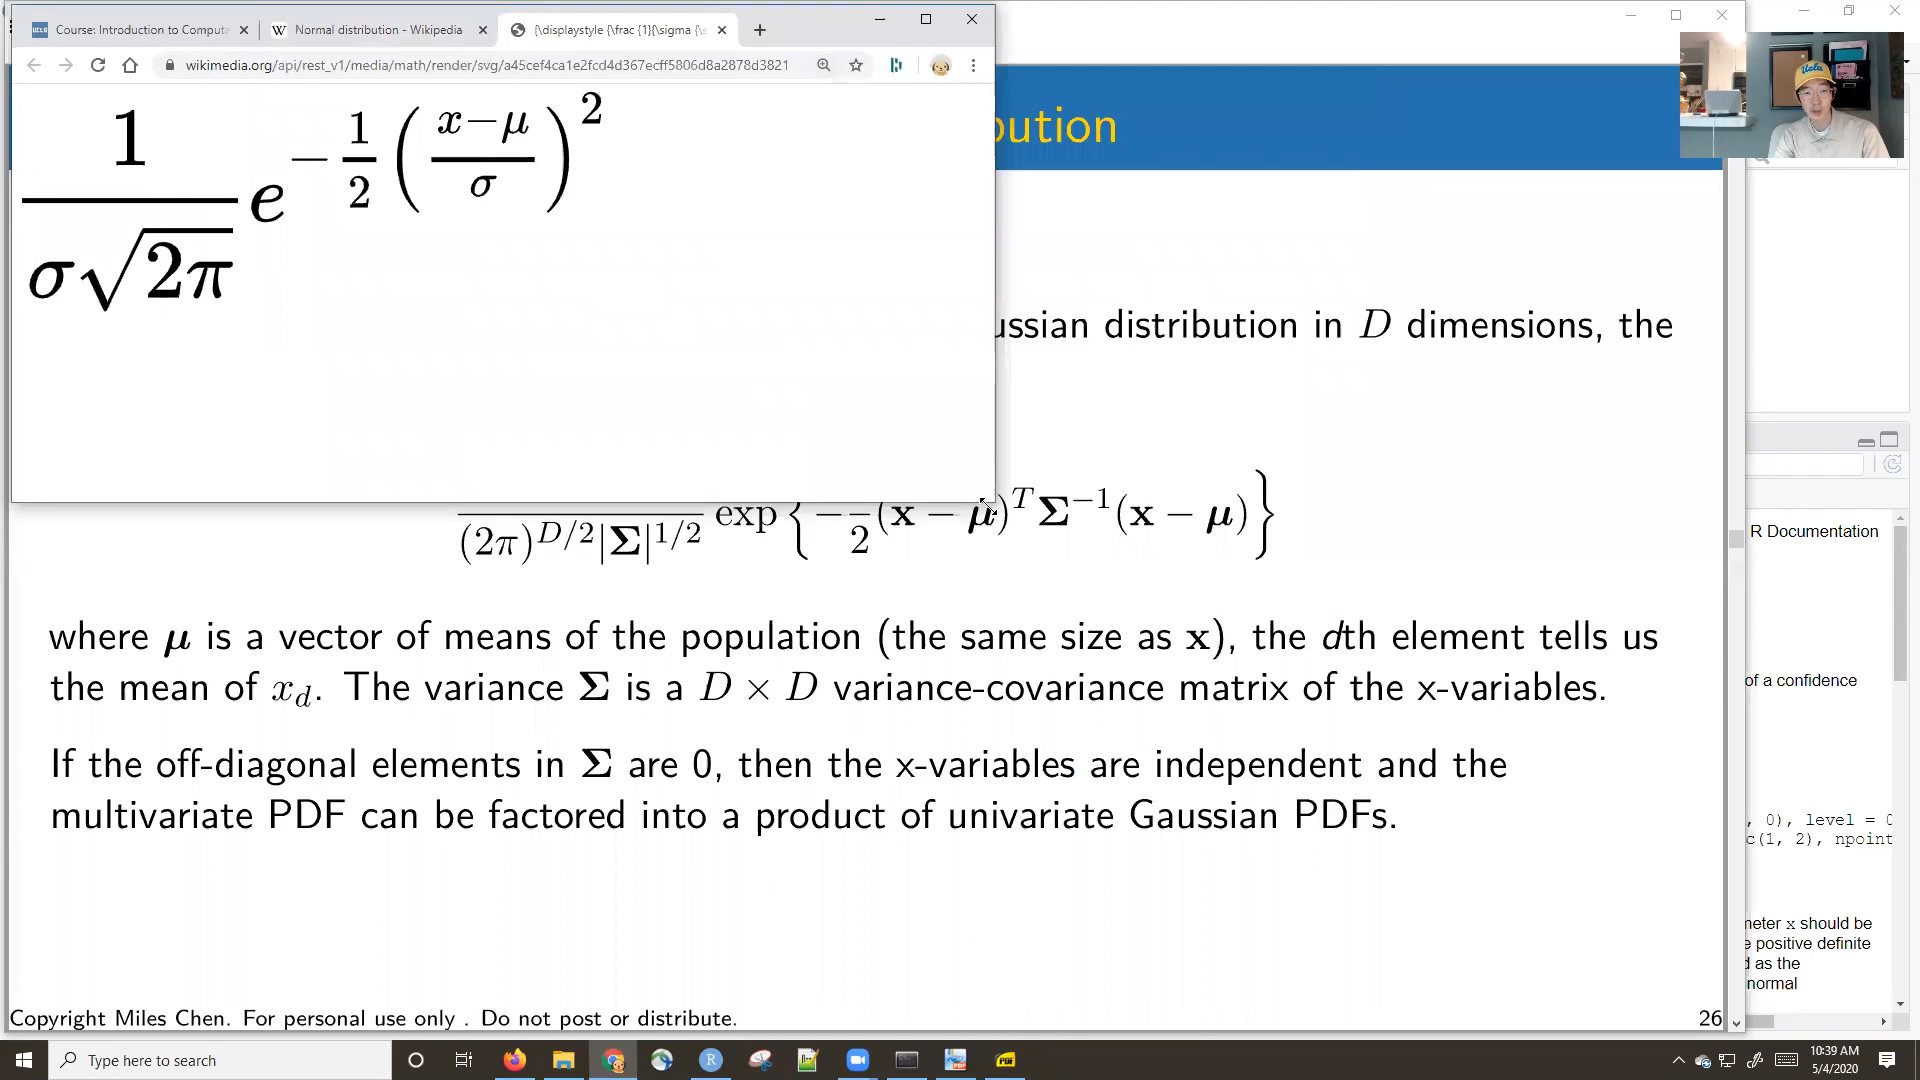 Course: Introduction to Computa
Normal distribution - Wikipedia
{\displaystyle {\frac {1}{\sigma {\s
wikimedia.org/api/rest_v1/media/math/render/svg/a45cef4ca1e2fcd4d367ecff5806d8a2878d3821
1
σ√2π
e
− 1/2 ( x−μ / σ )²
bution
ussian distribution in D dimensions, the
(2π)^{D/2}|Σ|^{1/2} exp { − /2 (x − μ)^T Σ^{−1}(x − μ) }
where μ is a vector of means of the population (the same size as x), the dth element tells us
the mean of x_d. The variance Σ is a D × D variance-covariance matrix of the x-variables.
If the off-diagonal elements in Σ are 0, then the x-variables are independent and the
multivariate PDF can be factored into a product of univariate Gaussian PDFs.
Copyright Miles Chen. For personal use only . Do not post or distribute.
26
R Documentation
of a confidence
, 0), level = 0
c(1, 2), npoint
meter x should be
e positive definite
d as the
normal
Type here to search
10:39 AM
5/4/2020